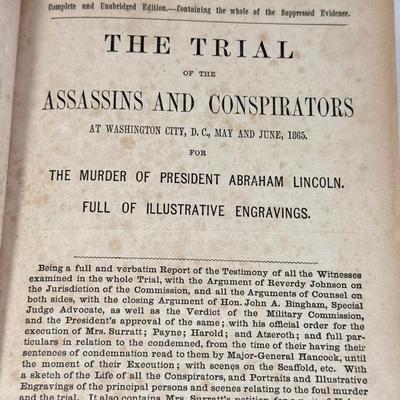 Complete and Unabridged Edition.—Containing the whole of the Suppressed Evidence.
THE TRIAL
OF THE
ASSASSINS AND CONSPIRATORS
AT WASHINGTON CITY, D. C., MAY AND JUNE, 1865.
FOR
THE MURDER OF PRESIDENT ABRAHAM LINCOLN.
FULL OF ILLUSTRATIVE ENGRAVINGS.
Being a full and verbatim Report of the Testimony of all the Witnesses
examined in the whole Trial, with the Argument of Reverdy Johnson on
the Jurisdiction of the Commission, and all the Arguments of Counsel on
both sides, with the closing Argument of Hon. John A. Bingham, Special
Judge Advocate, as well as the Verdict of the Military Commission,
and the President's approval of the same; with his official order for the
execution of Mrs. Surratt; Payne; Harold; and Atzeroth; and full par-
ticulars in relation to the condemned, from the time of their having their
sentences of condemnation read to them by Major-General Hancock, until
the moment of their Execution; with scenes on the Scaffold, etc. With
a sketch of the Life of all the Conspirators, and Portraits and Illustrative
Engravings of the principal persons and scenes relating to the foul murder
and the trial. It also contains Mrs. Surratt's